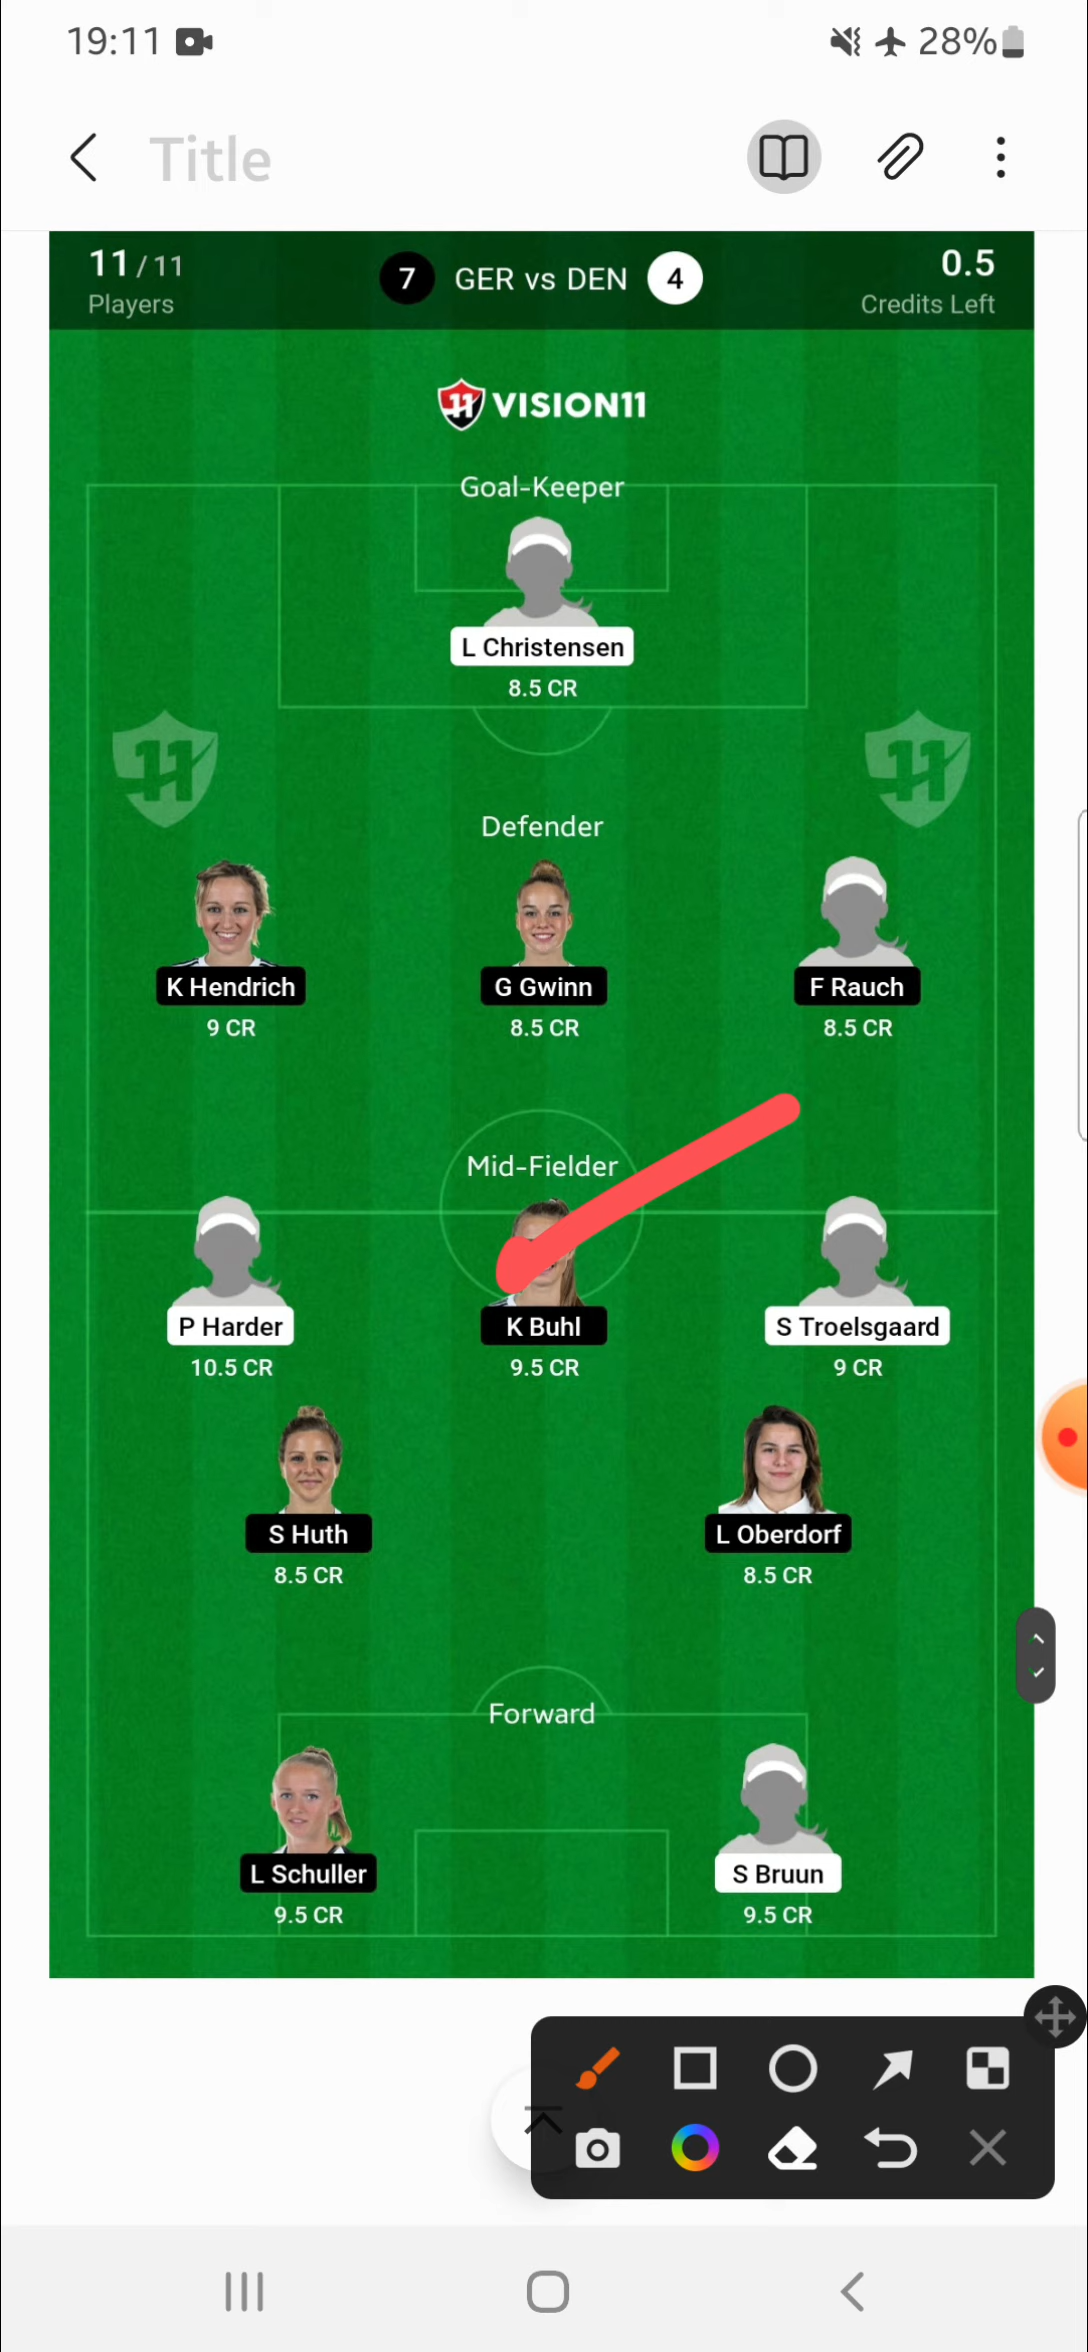 19:11
28%
Title
11 / 11
Players
7 GER vs DEN 4
0.5
Credits Left
11 VISION11
Goal-Keeper
L Christensen
8.5 CR
11
11
Defender
K Hendrich
9 CR
G Gwinn
8.5 CR
F Rauch
8.5 CR
Mid-Fielder
P Harder
10.5 CR
K Buhl
9.5 CR
S Troelsgaard
9 CR
S Huth
8.5 CR
L Oberdorf
8.5 CR
Forward
L Schuller
9.5 CR
S Bruun
9.5 CR